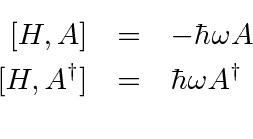 [H, A] = −ℏωA
[H, A†] = ℏωA†